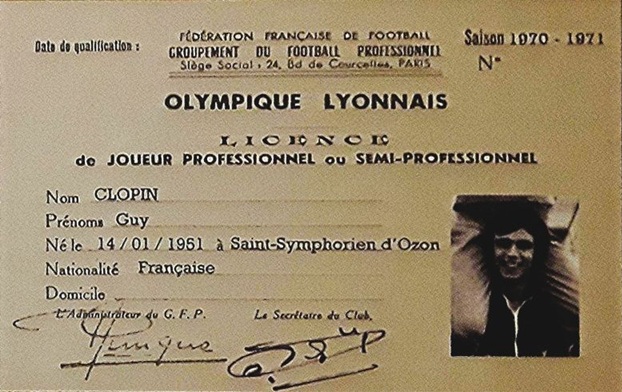 FÉDÉRATION FRANÇAISE DE FOOTBALL
Date de qualification : GROUPEMENT DU FOOTBALL PROFESSIONNEL Saison 1970 - 1971
Siège Social : 24, Bd de Courcelles, PARIS N°
OLYMPIQUE LYONNAIS
LICENCE
de JOUEUR PROFESSIONNEL ou SEMI-PROFESSIONNEL
Nom CLOPIN
Prénoms Guy
Né le 14/01/1951 à Saint-Symphorien d'Ozon
Nationalité Française
Domicile
L'Administrateur du G. F. P. Le Secrétaire du Club,